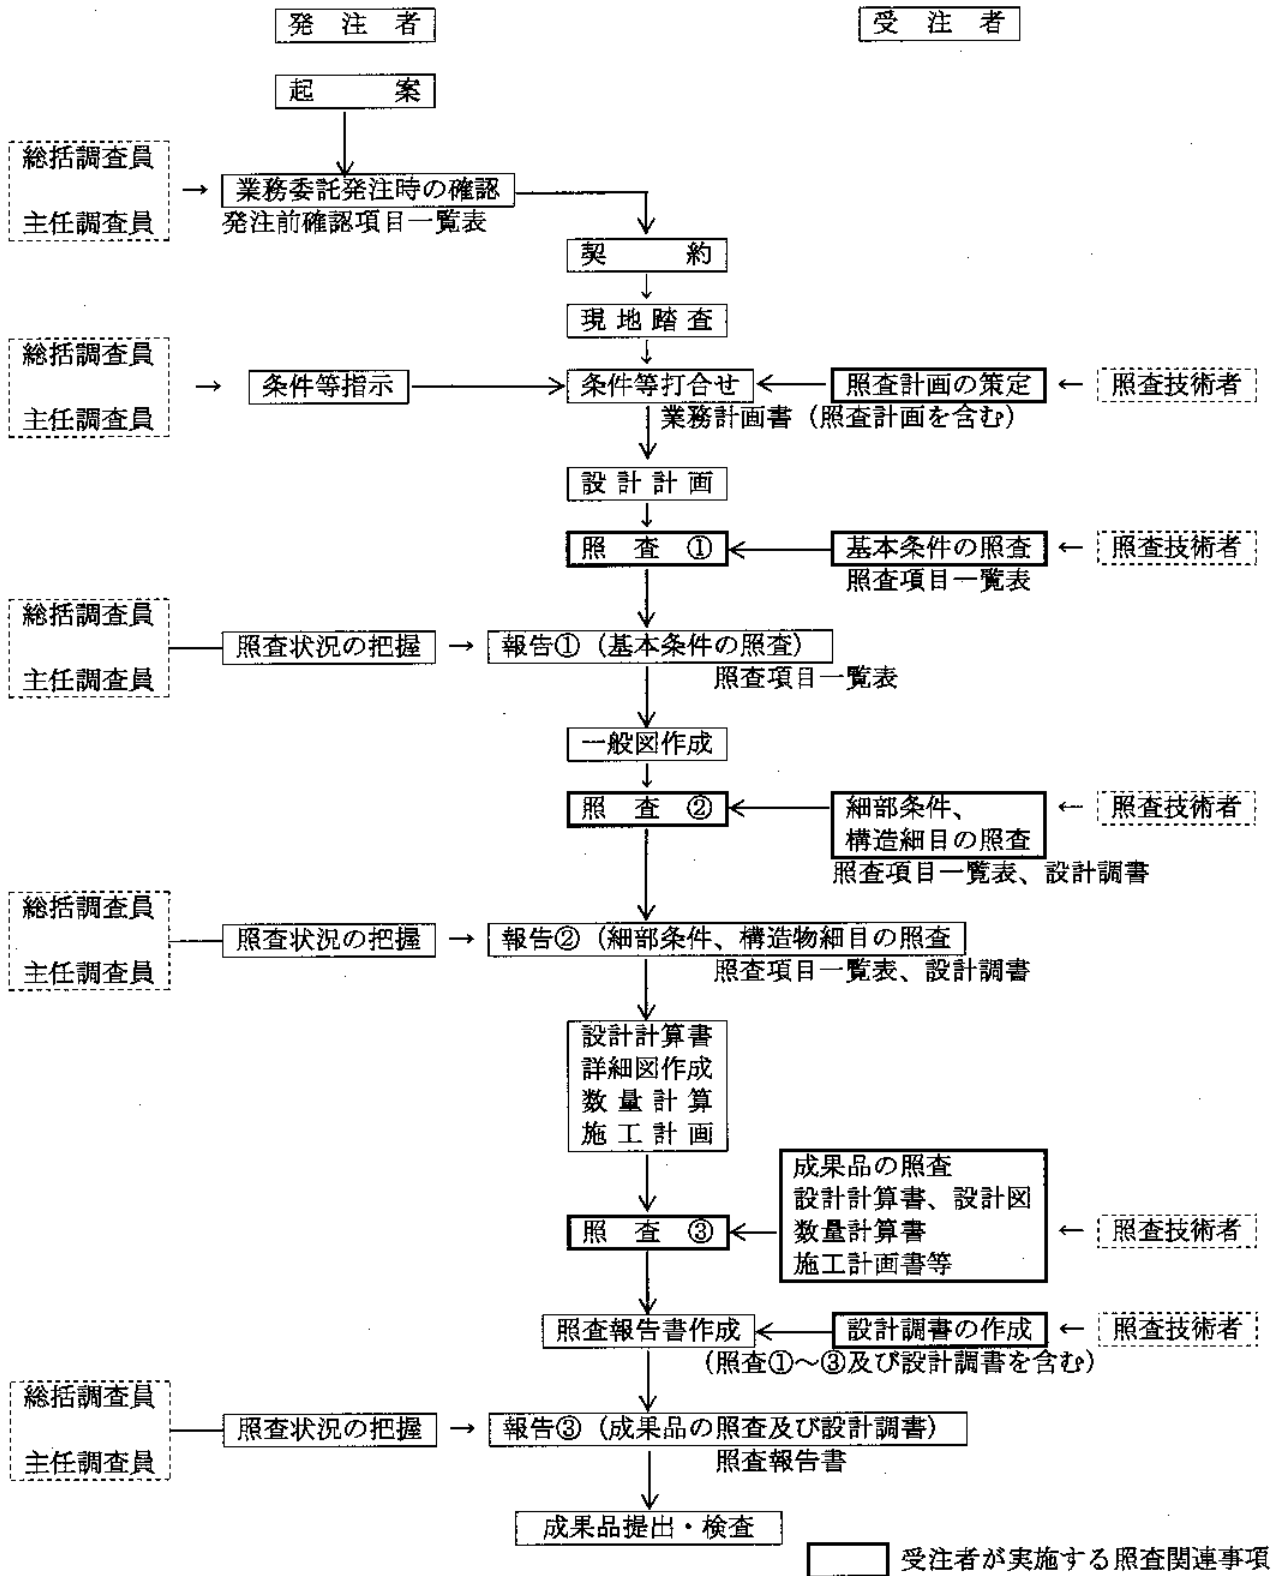 発注者
受注者
起案
総括調査員
主任調査員
→
業務委託発注時の確認
発注前確認項目一覧表
契約
現地踏査
総括調査員
主任調査員
→
条件等指示
条件等打合せ
照査計画の策定
←
照査技術者
業務計画書（照査計画を含む）
設計計画
照査①
基本条件の照査
←
照査技術者
照査項目一覧表
総括調査員
主任調査員
照査状況の把握
→
報告①（基本条件の照査）
照査項目一覧表
一般図作成
照査②
細部条件、
構造細目の照査
←
照査技術者
照査項目一覧表、設計調書
総括調査員
主任調査員
照査状況の把握
→
報告②（細部条件、構造物細目の照査
照査項目一覧表、設計調書
設計計算書
詳細図作成
数量計算
施工計画
照査③
成果品の照査
設計計算書、設計図
数量計算書
施工計画書等
←
照査技術者
照査報告書作成
設計調書の作成
←
照査技術者
（照査①～③及び設計調書を含む）
総括調査員
主任調査員
照査状況の把握
→
報告③（成果品の照査及び設計調書）
照査報告書
成果品提出・検査
受注者が実施する照査関連事項